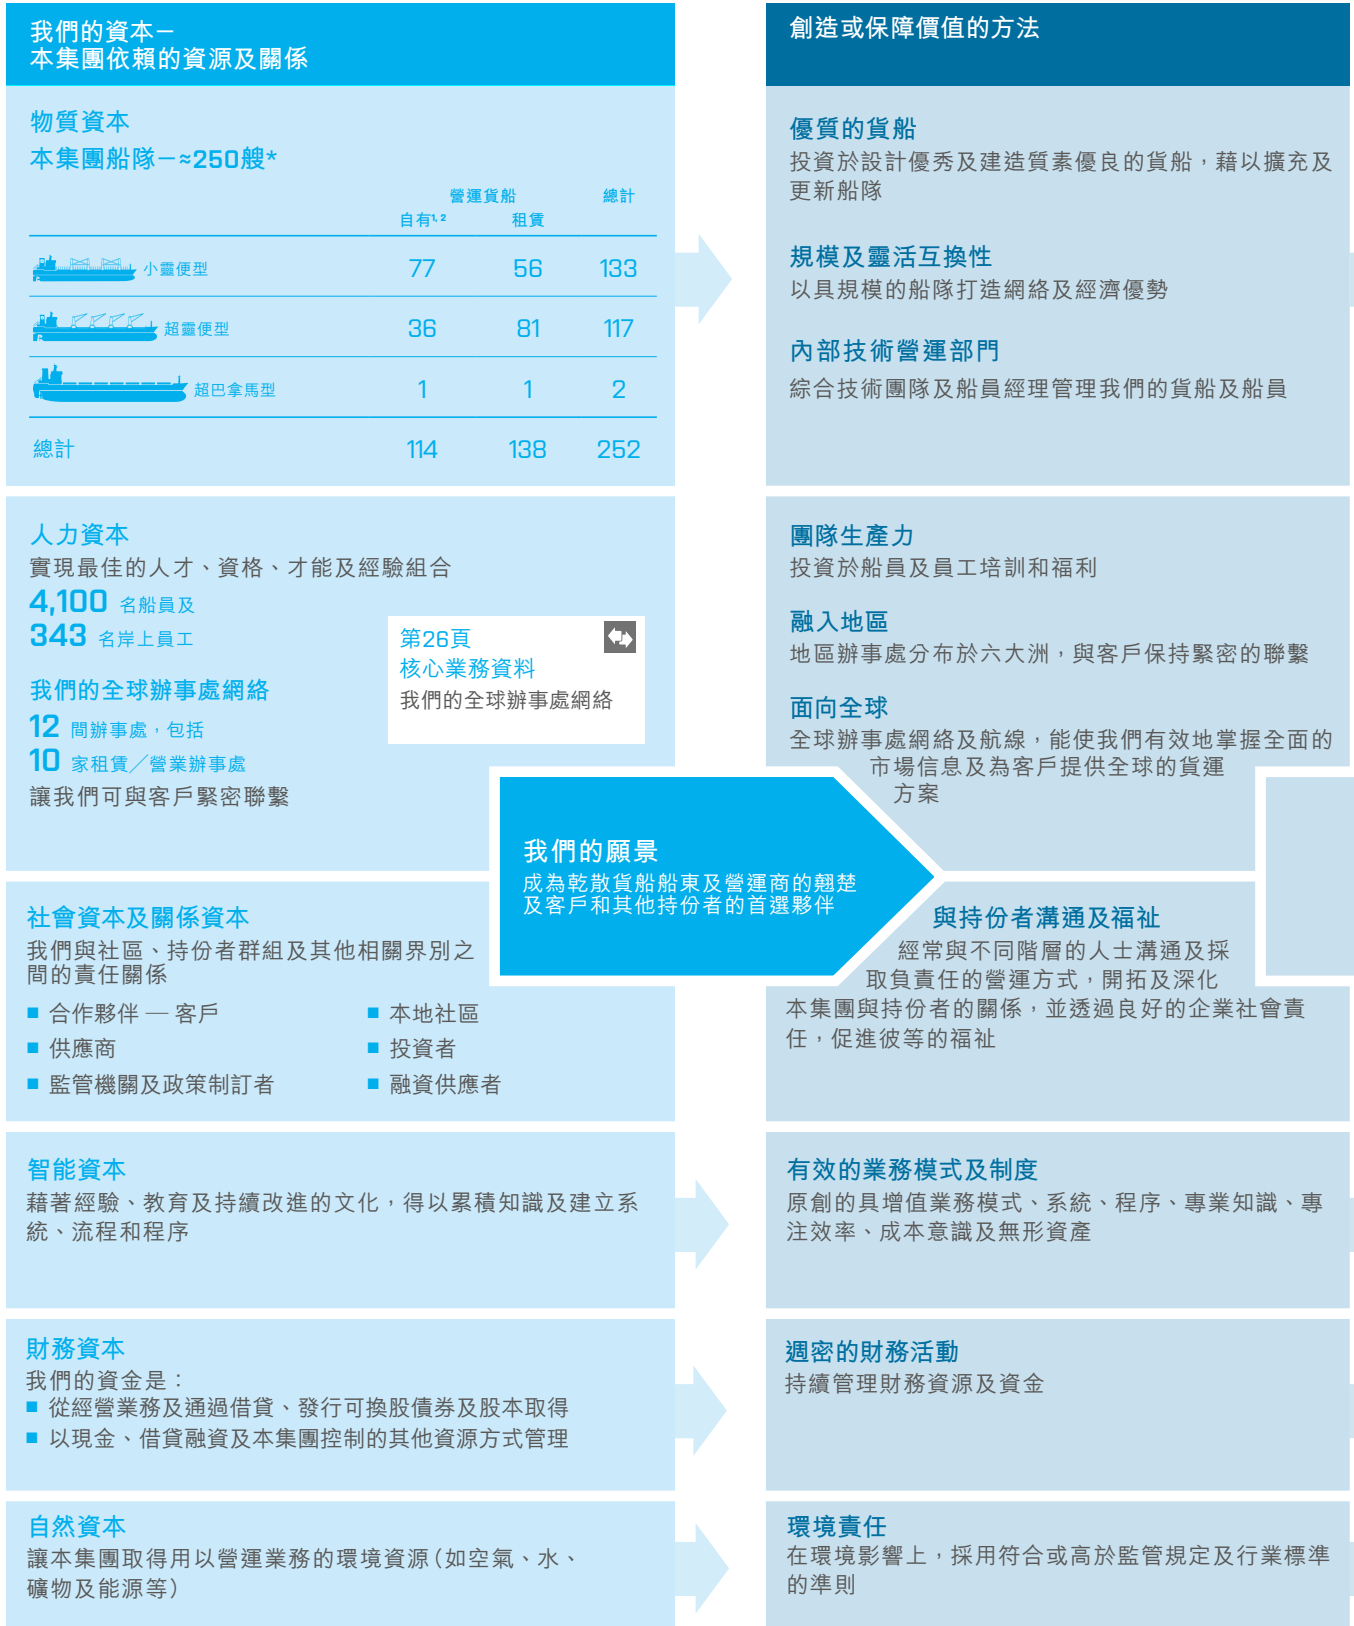 我們的資本－
本集團依賴的資源及關係
物質資本
本集團船隊－≈250艘*
營運貨船 總計
自有1, 2 租賃
小靈便型 77 56 133
超靈便型 36 81 117
超巴拿馬型 1 1 2
總計 114 138 252
創造或保障價值的方法
優質的貨船
投資於設計優秀及建造質素優良的貨船，藉以擴充及
更新船隊
規模及靈活互換性
以具規模的船隊打造網絡及經濟優勢
內部技術營運部門
綜合技術團隊及船員經理管理我們的貨船及船員
人力資本
實現最佳的人才、資格、才能及經驗組合
4,100 名船員及
343 名岸上員工
我們的全球辦事處網絡
12 間辦事處，包括
10 家租賃╱營業辦事處
讓我們可與客戶緊密聯繫
第26頁
核心業務資料
我們的全球辦事處網絡
團隊生產力
投資於船員及員工培訓和福利
融入地區
地區辦事處分布於六大洲，與客戶保持緊密的聯繫
面向全球
全球辦事處網絡及航線，能使我們有效地掌握全面的
市場信息及為客戶提供全球的貨運
方案
我們的願景
成為乾散貨船船東及營運商的翹楚
及客戶和其他持份者的首選夥伴
社會資本及關係資本
我們與社區、持份者群組及其他相關界別之
間的責任關係
■ 合作夥伴 — 客戶
■ 供應商
■ 監管機關及政策制訂者
■ 本地社區
■ 投資者
■ 融資供應者
與持份者溝通及福祉
經常與不同階層的人士溝通及採
取負責任的營運方式，開拓及深化
本集團與持份者的關係，並透過良好的企業社會責
任，促進彼等的福祉
智能資本
藉著經驗、教育及持續改進的文化，得以累積知識及建立系
統、流程和程序
有效的業務模式及制度
原創的具增值業務模式、系統、程序、專業知識、專
注效率、成本意識及無形資產
財務資本
我們的資金是：
■ 從經營業務及通過借貸、發行可換股債券及股本取得
■ 以現金、借貸融資及本集團控制的其他資源方式管理
週密的財務活動
持續管理財務資源及資金
自然資本
讓本集團取得用以營運業務的環境資源（如空氣、水、
礦物及能源等）
環境責任
在環境影響上，採用符合或高於監管規定及行業標準
的準則